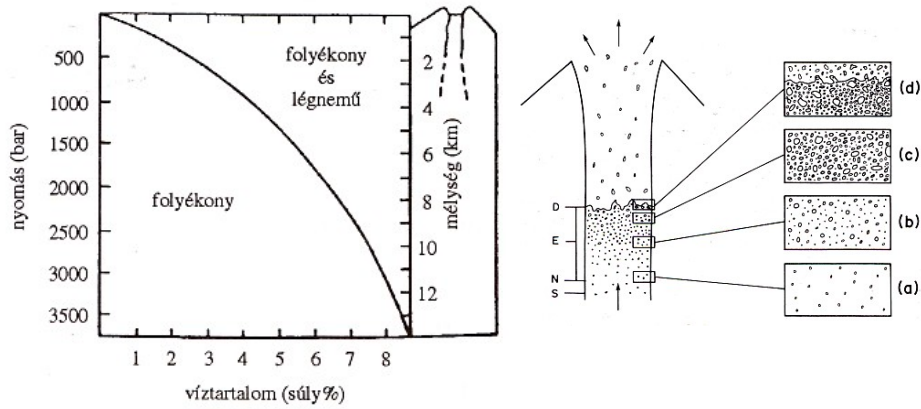 500
1000
1500
2000
2500
3000
3500
nyomás (bar)
folyékony
és
légnemű
folyékony
1 2 3 4 5 6 7 8
víztartalom (súly%)
2
4
6
8
10
12
mélység (km)
D
E
N
S
(d)
(c)
(b)
(a)